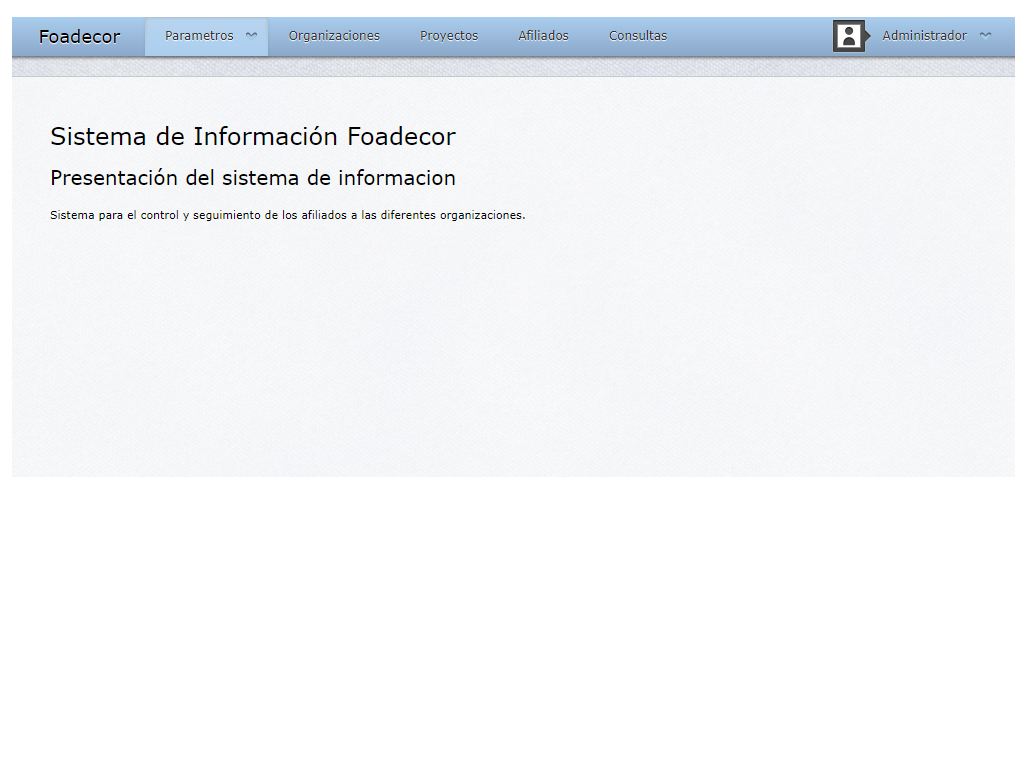 Foadecor Parametros Organizaciones Proyectos Afiliados Consultas Administrador
Sistema de Información Foadecor
Presentación del sistema de informacion
Sistema para el control y seguimiento de los afiliados a las diferentes organizaciones.